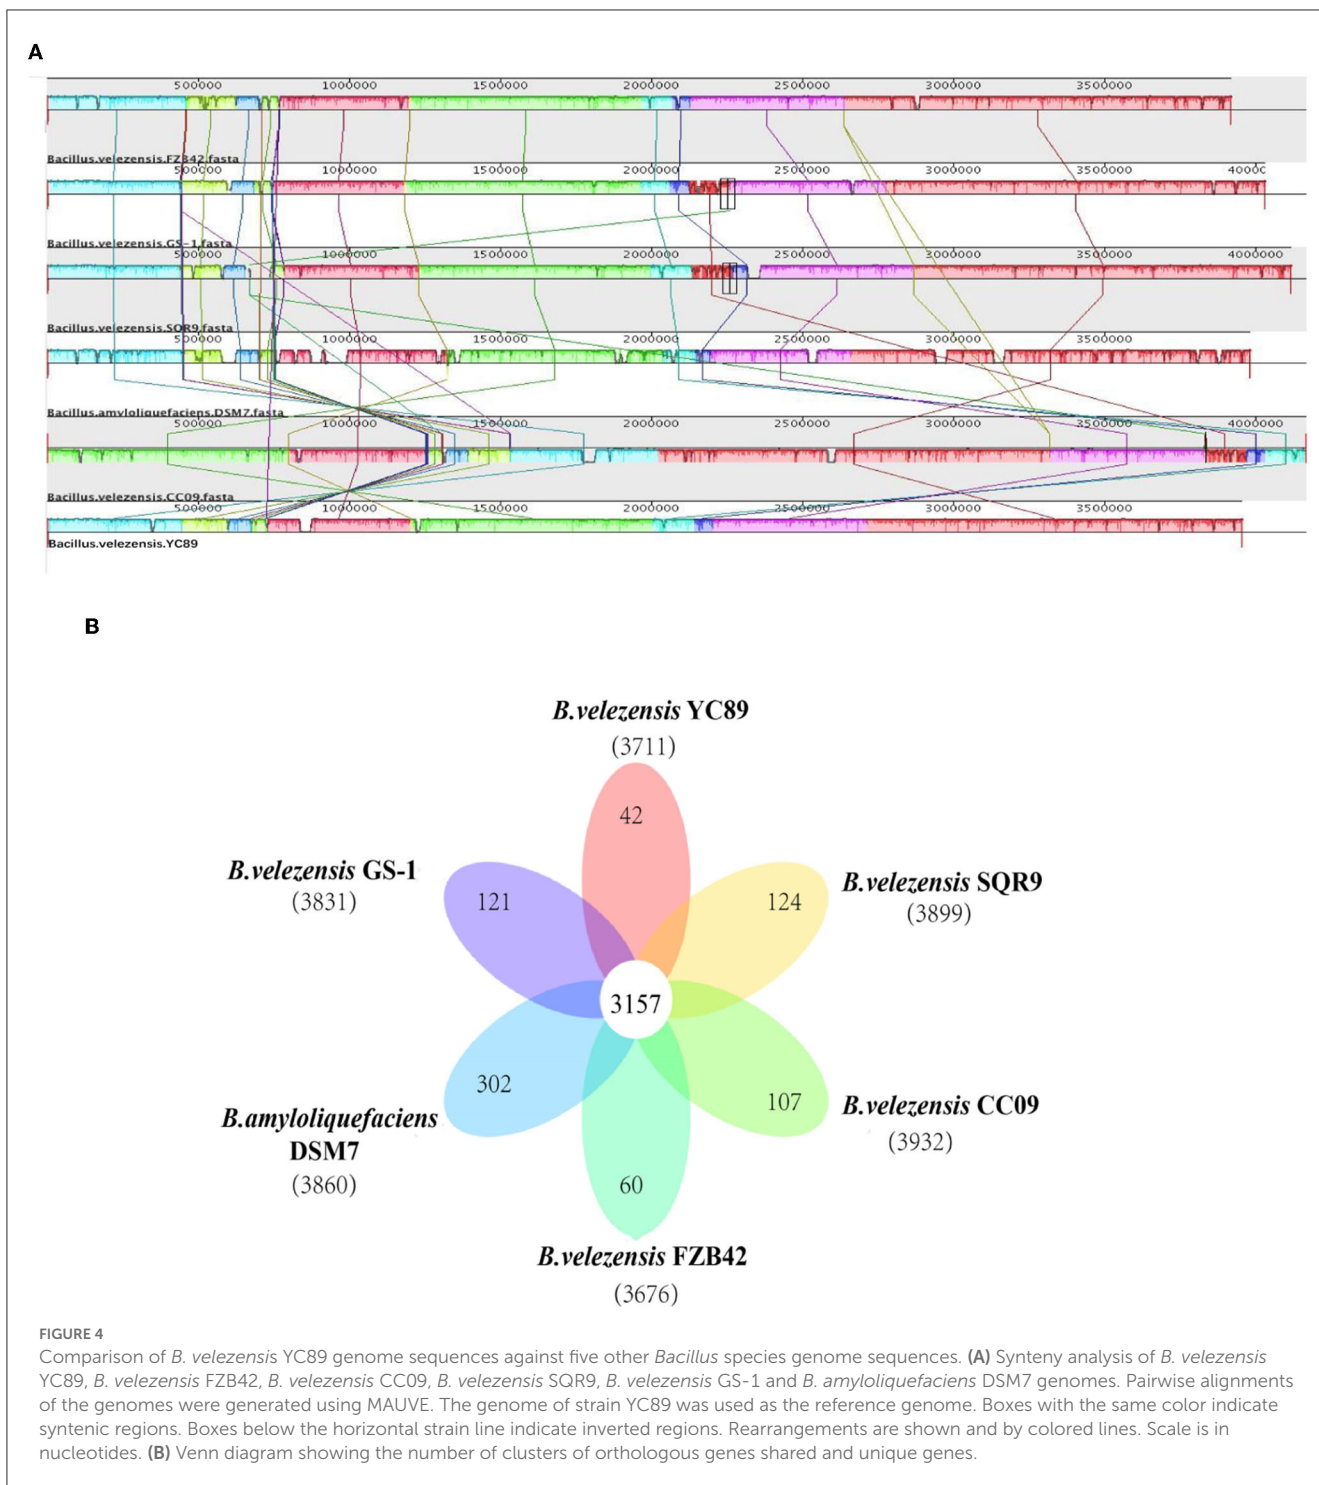 A
500000 1000000 1500000 2000000 2500000 3000000 3500000
Bacillus.velezensis.FZB42.fasta
500000 1000000 1500000 2000000 2500000 3000000 3500000 4000C
Bacillus.velezensis.GS-1.fasta
500000 1000000 1500000 2000000 2500000 3000000 3500000 4000000
Bacillus.velezensis.SQR9.fasta
500000 1000000 1500000 2000000 2500000 3000000 3500000
Bacillus.amyloliquefaciens.DSM7.fasta
500000 1000000 1500000 2000000 2500000 3000000 3500000 4000000
Bacillus.velezensis.CC09.fasta
500000 1000000 1500000 2000000 2500000 3000000 3500000
Bacillus.velezensis.YC89
B
B.velezensis YC89
(3711)
42
B.velezensis GS-1
(3831)
121
B.velezensis SQR9
(3899)
124
3157
B.amyloliquefaciens
DSM7
(3860)
302
B.velezensis CC09
(3932)
107
60
B.velezensis FZB42
(3676)
FIGURE 4
Comparison of B. velezensis YC89 genome sequences against five other Bacillus species genome sequences. (A) Synteny analysis of B. velezensis
YC89, B. velezensis FZB42, B. velezensis CC09, B. velezensis SQR9, B. velezensis GS-1 and B. amyloliquefaciens DSM7 genomes. Pairwise alignments
of the genomes were generated using MAUVE. The genome of strain YC89 was used as the reference genome. Boxes with the same color indicate
syntenic regions. Boxes below the horizontal strain line indicate inverted regions. Rearrangements are shown and by colored lines. Scale is in
nucleotides. (B) Venn diagram showing the number of clusters of orthologous genes shared and unique genes.